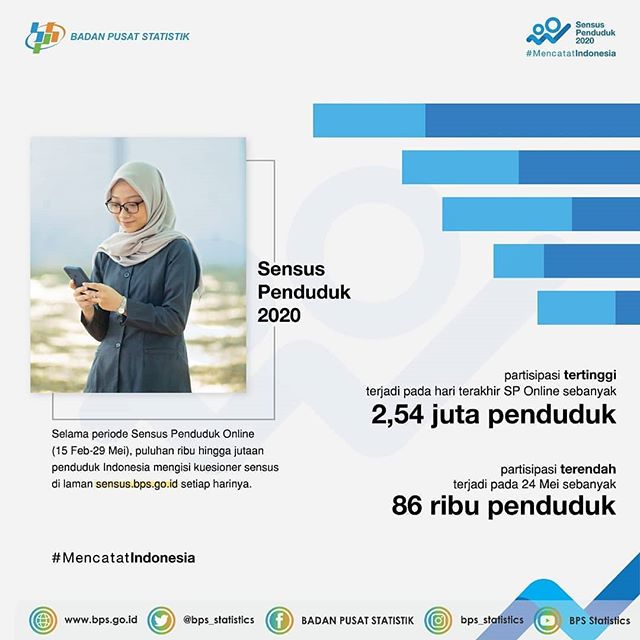 BADAN PUSAT STATISTIK
Sensus
Penduduk
2020
#MencatatIndonesia
Sensus
Penduduk
2020
partisipasi tertinggi
terjadi pada hari terakhir SP Online sebanyak
2,54 juta penduduk
Selama periode Sensus Penduduk Online
(15 Feb-29 Mei), puluhan ribu hingga jutaan
penduduk Indonesia mengisi kuesioner sensus
di laman sensus.bps.go.id setiap harinya.
partisipasi terendah
terjadi pada 24 Mei sebanyak
86 ribu penduduk
#MencatatIndonesia
www.bps.go.id @bps_statistics BADAN PUSAT STATISTIK bps_statistics BPS Statistics